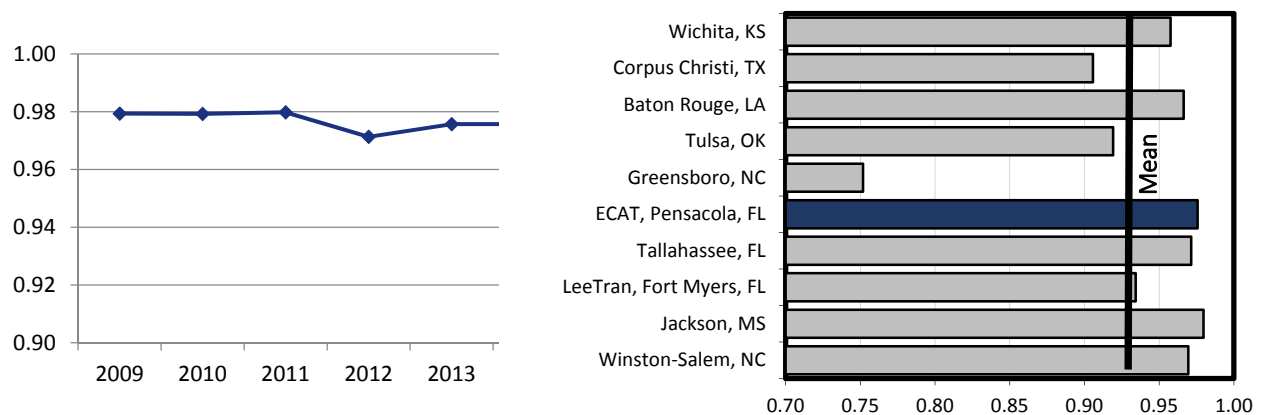 1.00
0.98
0.96
0.94
0.92
0.90
2009 2010 2011 2012 2013
Wichita, KS
Corpus Christi, TX
Baton Rouge, LA
Tulsa, OK
Greensboro, NC
ECAT, Pensacola, FL
Tallahassee, FL
LeeTran, Fort Myers, FL
Jackson, MS
Winston-Salem, NC
Mean
0.70 0.75 0.80 0.85 0.90 0.95 1.00